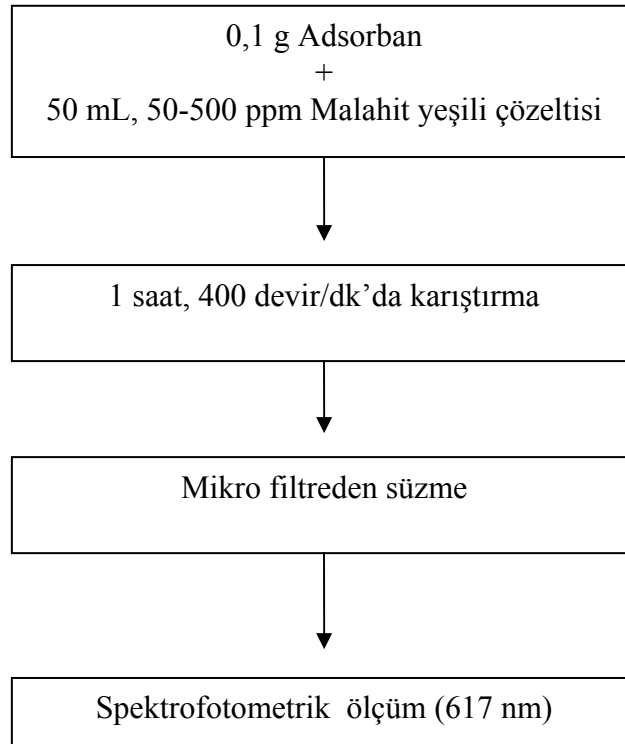 0,1 g Adsorban
+
50 mL, 50-500 ppm Malahit yeşili çözeltisi
1 saat, 400 devir/dk’da karıştırma
Mikro filtreden süzme
Spektrofotometrik ölçüm (617 nm)